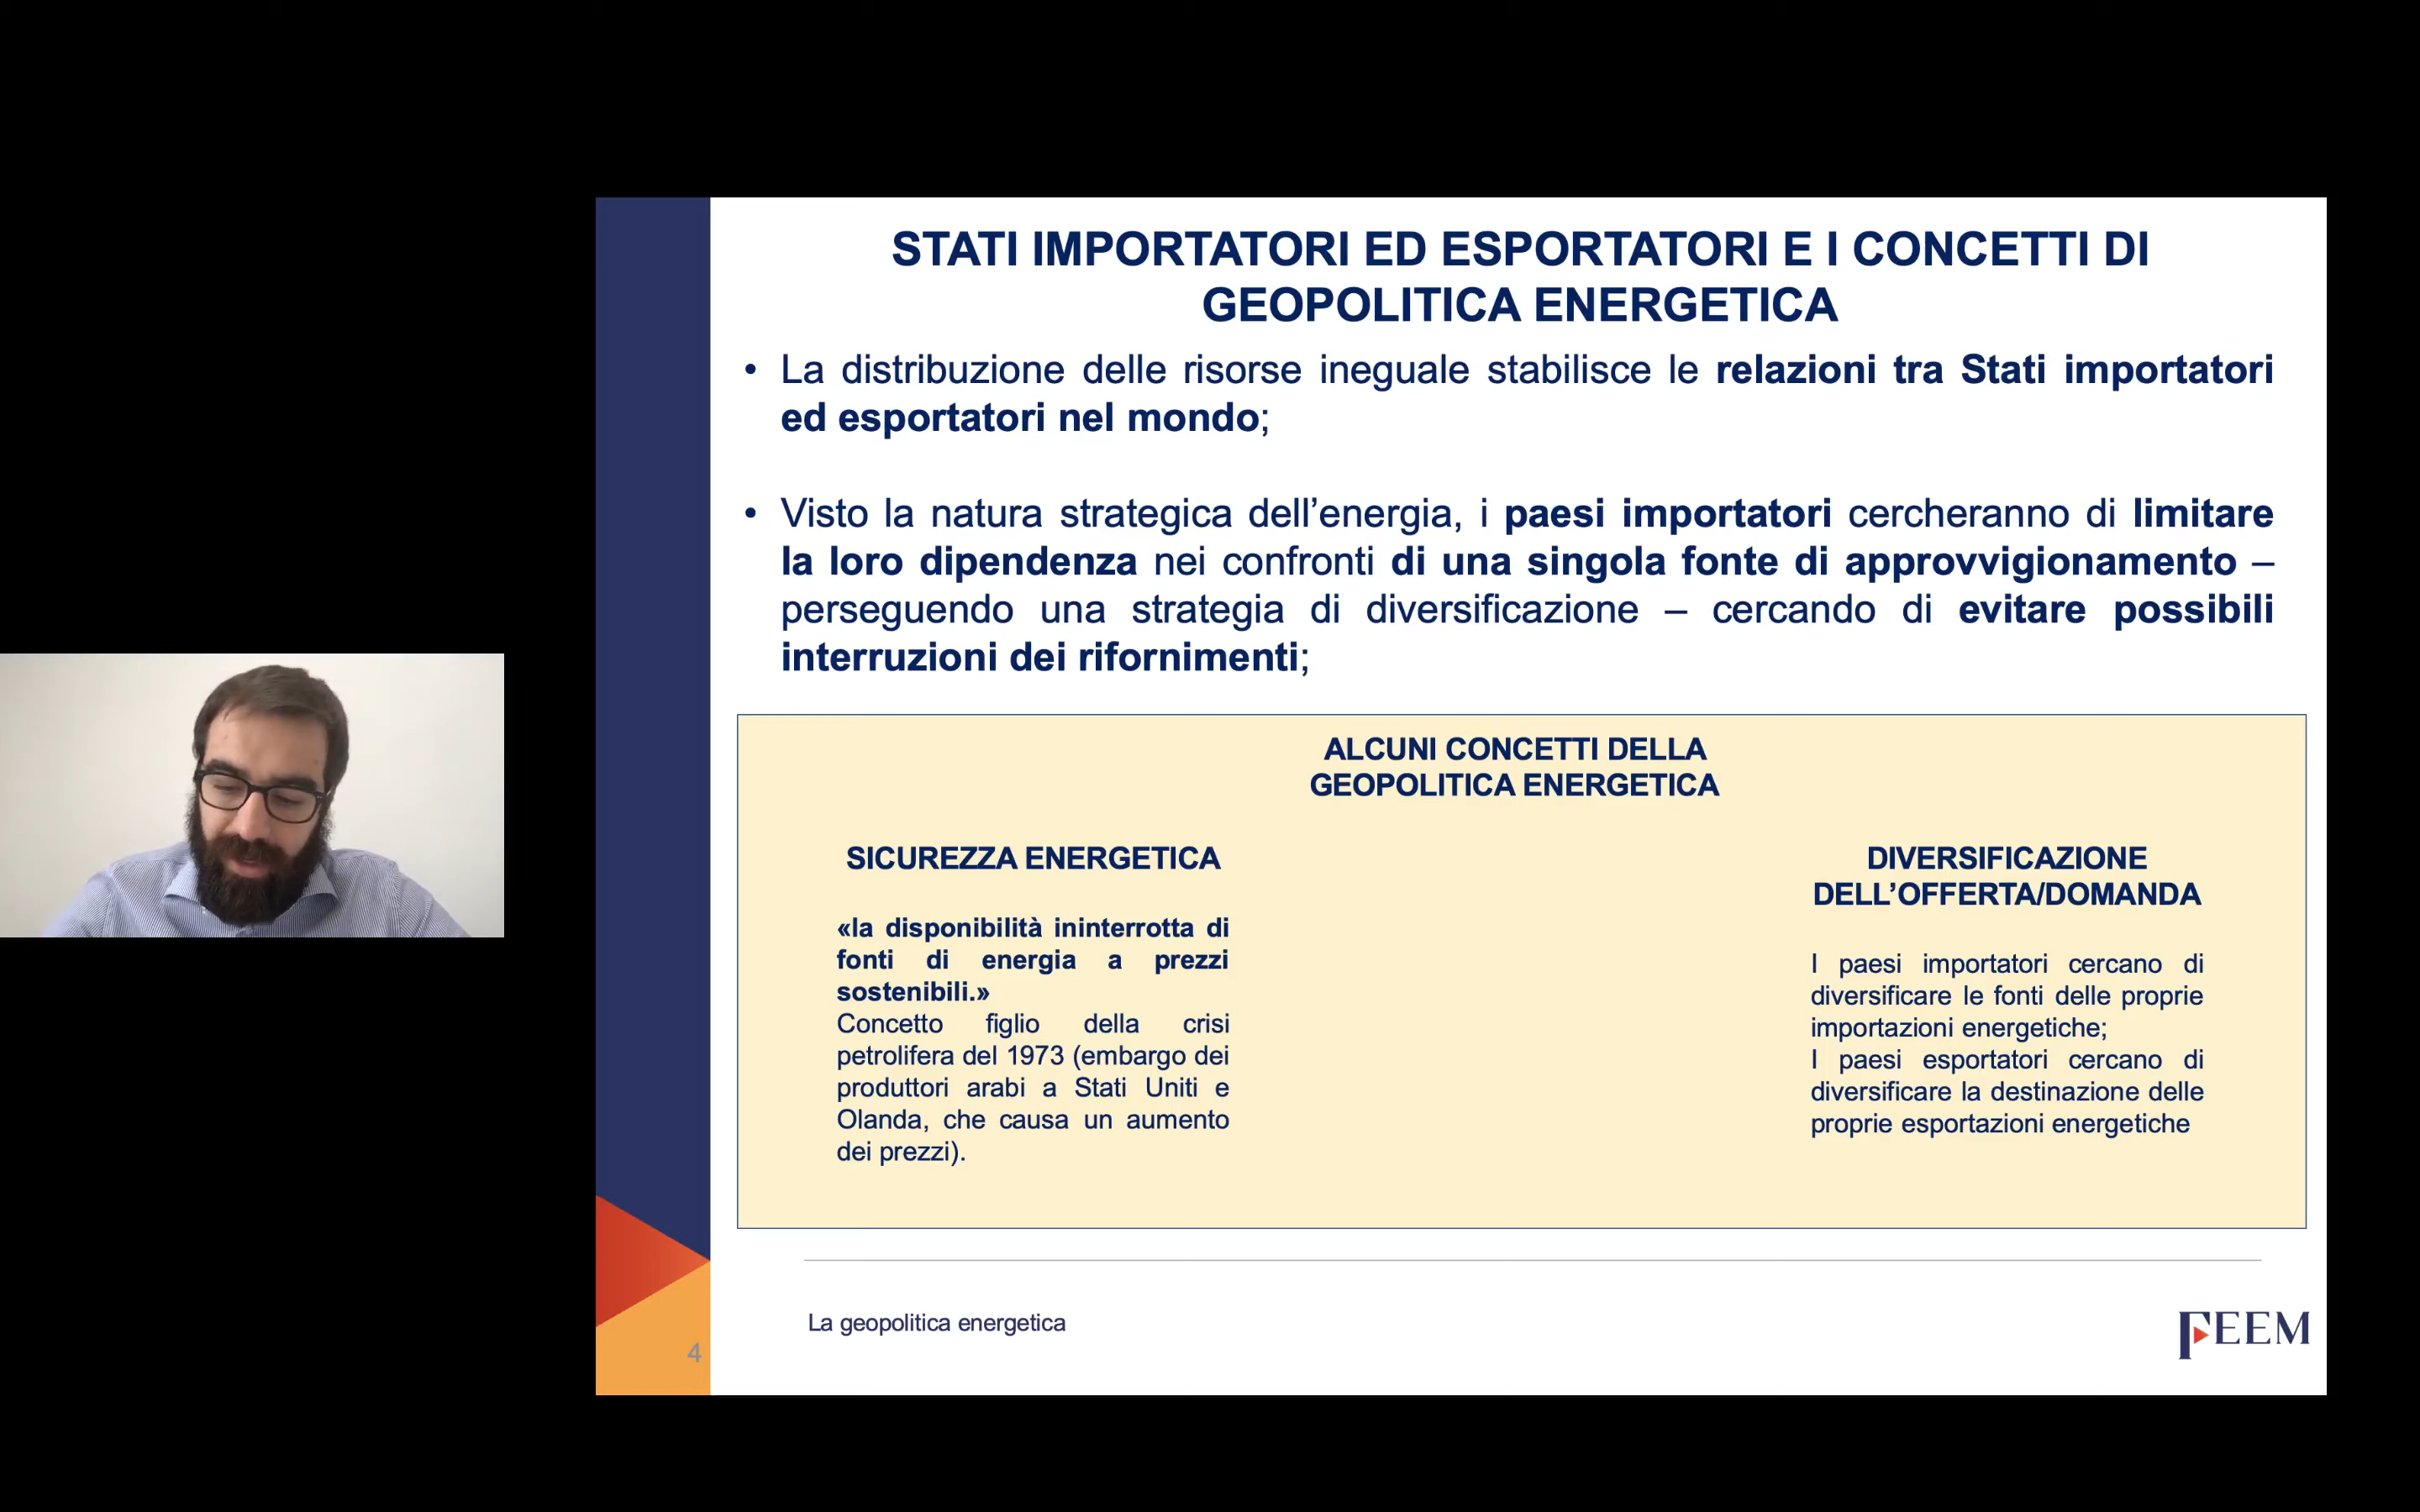 STATI IMPORTATORI ED ESPORTATORI E I CONCETTI DI
GEOPOLITICA ENERGETICA
• La distribuzione delle risorse ineguale stabilisce le relazioni tra Stati importatori
ed esportatori nel mondo;
• Visto la natura strategica dell’energia, i paesi importatori cercheranno di limitare
la loro dipendenza nei confronti di una singola fonte di approvvigionamento –
perseguendo una strategia di diversificazione – cercando di evitare possibili
interruzioni dei rifornimenti;
ALCUNI CONCETTI DELLA
GEOPOLITICA ENERGETICA
SICUREZZA ENERGETICA
«la disponibilità ininterrotta di
fonti di energia a prezzi
sostenibili.»
Concetto figlio della crisi
petrolifera del 1973 (embargo dei
produttori arabi a Stati Uniti e
Olanda, che causa un aumento
dei prezzi).
DIVERSIFICAZIONE
DELL’OFFERTA/DOMANDA
I paesi importatori cercano di
diversificare le fonti delle proprie
importazioni energetiche;
I paesi esportatori cercano di
diversificare la destinazione delle
proprie esportazioni energetiche
La geopolitica energetica
4
FEEM